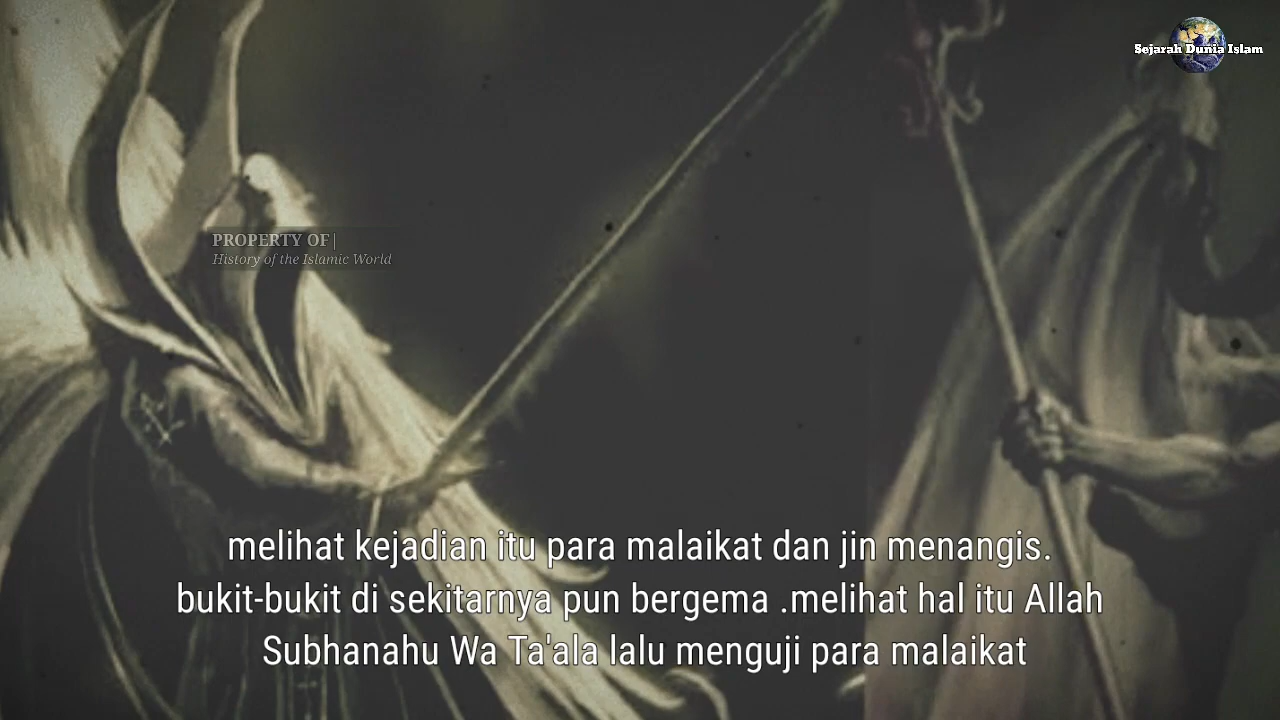 Sejarah Dunia Islam
PROPERTY OF|
History of the Islamic World
melihat kejadian itu para malaikat dan jin menangis.
bukit-bukit di sekitarnya pun bergema .melihat hal itu Allah
Subhanahu Wa Ta'ala lalu menguji para malaikat